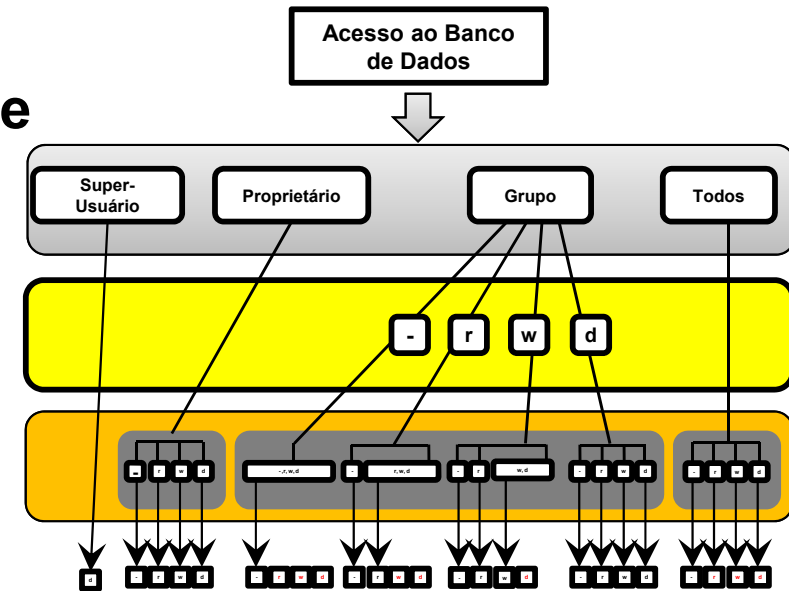 Acesso ao Banco
de Dados
e
Super-
Usuário
Proprietário
Grupo
Todos
- r w d
- r w d
-,r,w,d
- r,w,d
- r w,d
- r w d
- r w d
d
- r w d
- r w d
- r w d
- r w d
- r w d
- r w d